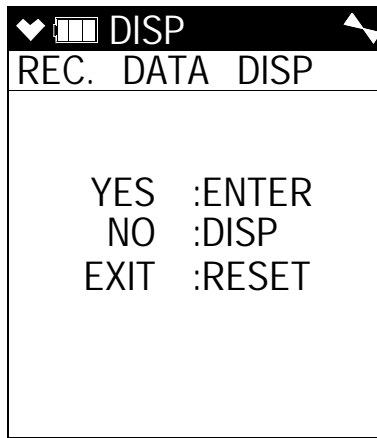 DISP
REC. DATA DISP
YES :ENTER
NO :DISP
EXIT :RESET